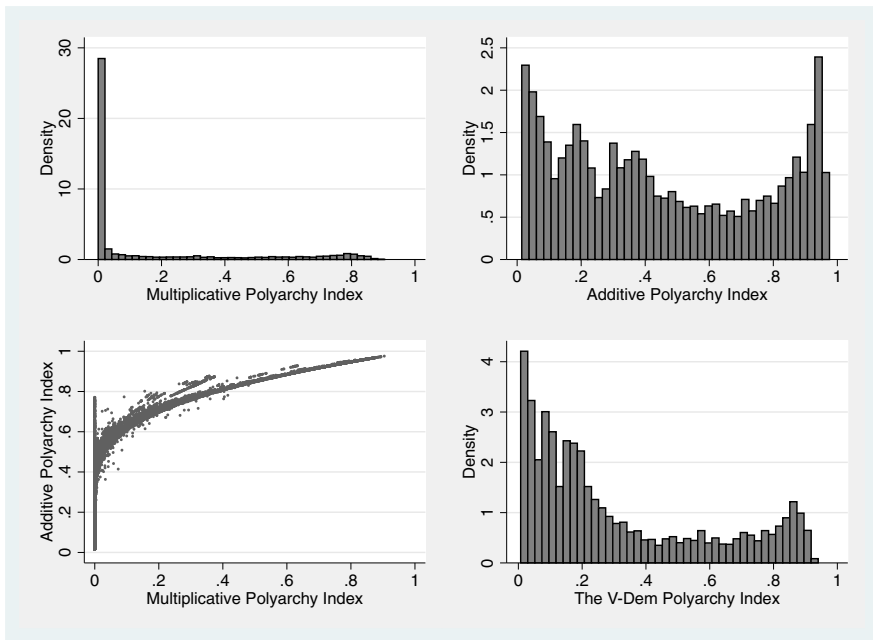 30
20
10
0
Density
0 .2 .4 .6 .8 1
Multiplicative Polyarchy Index
2.5
2
1.5
1
.5
0
Density
0 .2 .4 .6 .8 1
Additive Polyarchy Index
1
.8
.6
.4
.2
0
Additive Polyarchy Index
0 .2 .4 .6 .8 1
Multiplicative Polyarchy Index
4
3
2
1
0
Density
0 .2 .4 .6 .8 1
The V-Dem Polyarchy Index